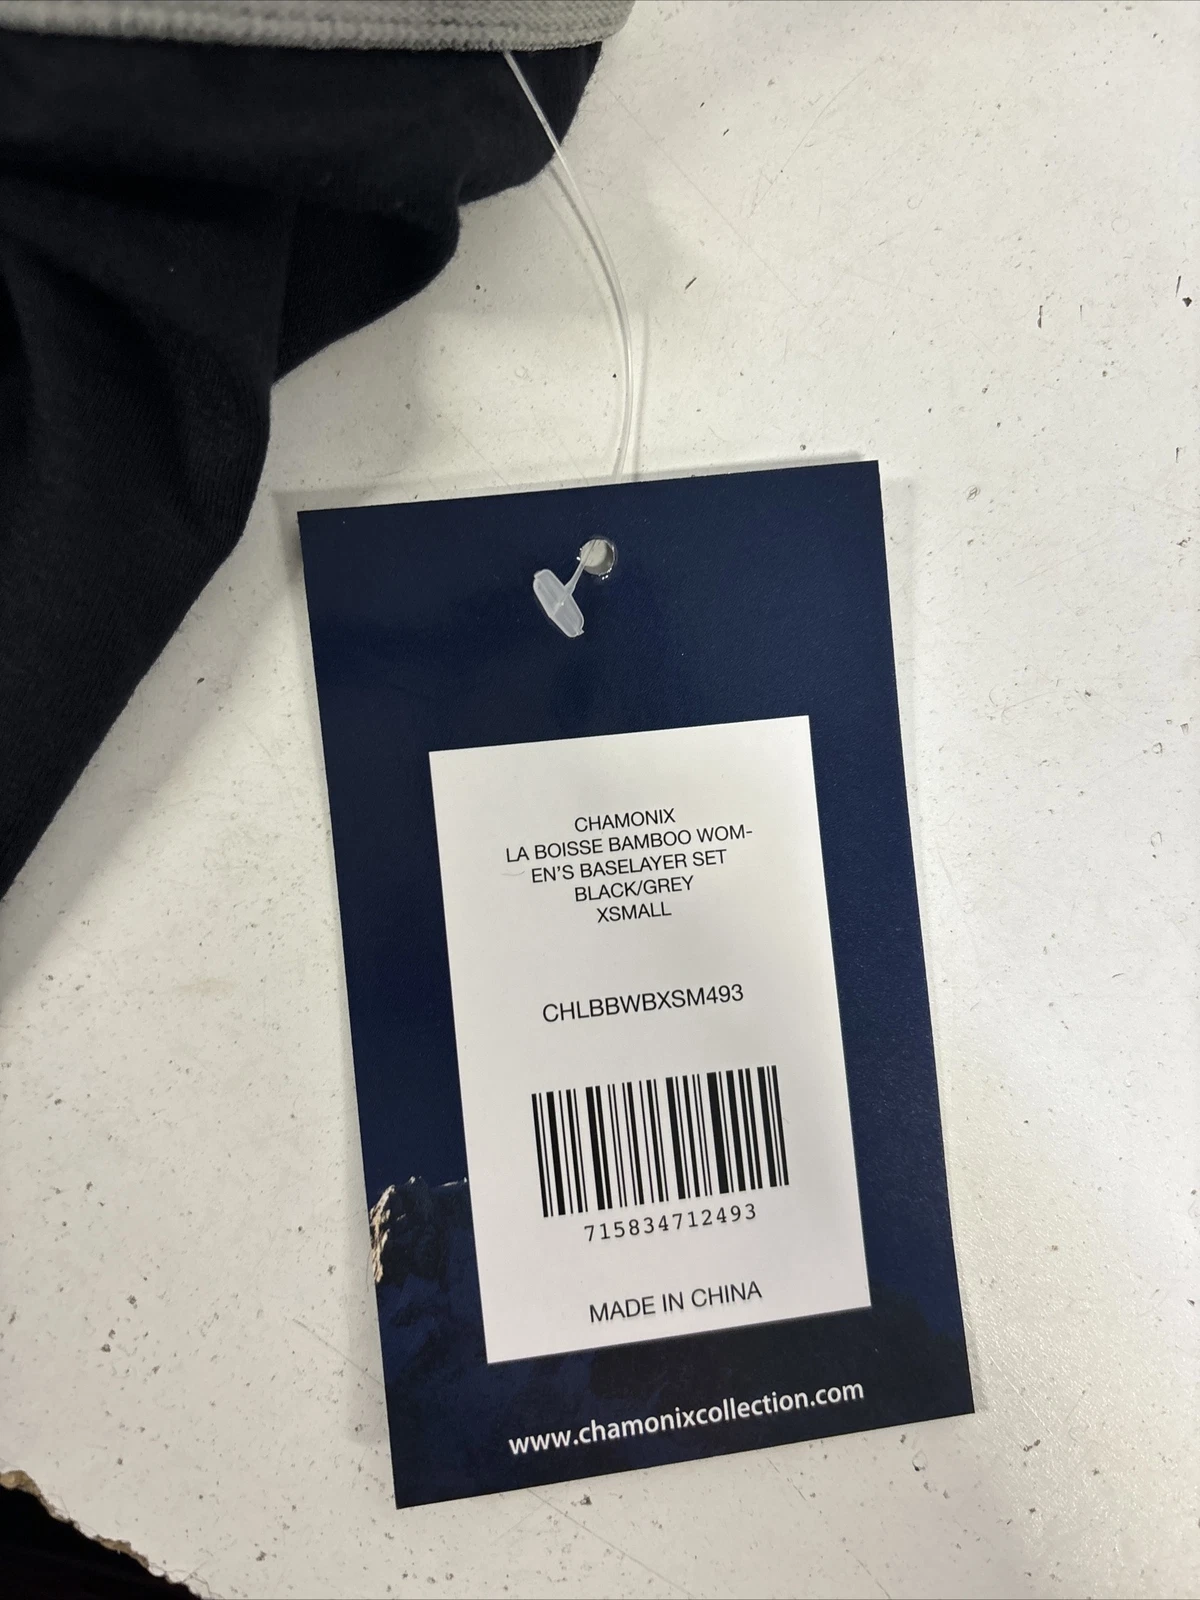 CHAMONIX
LA BOISSE BAMBOO WOM-
EN'S BASELAYER SET
BLACK/GREY
XSMALL
CHLBBWBXSM493
715834712493
MADE IN CHINA
www.chamonixcollection.com